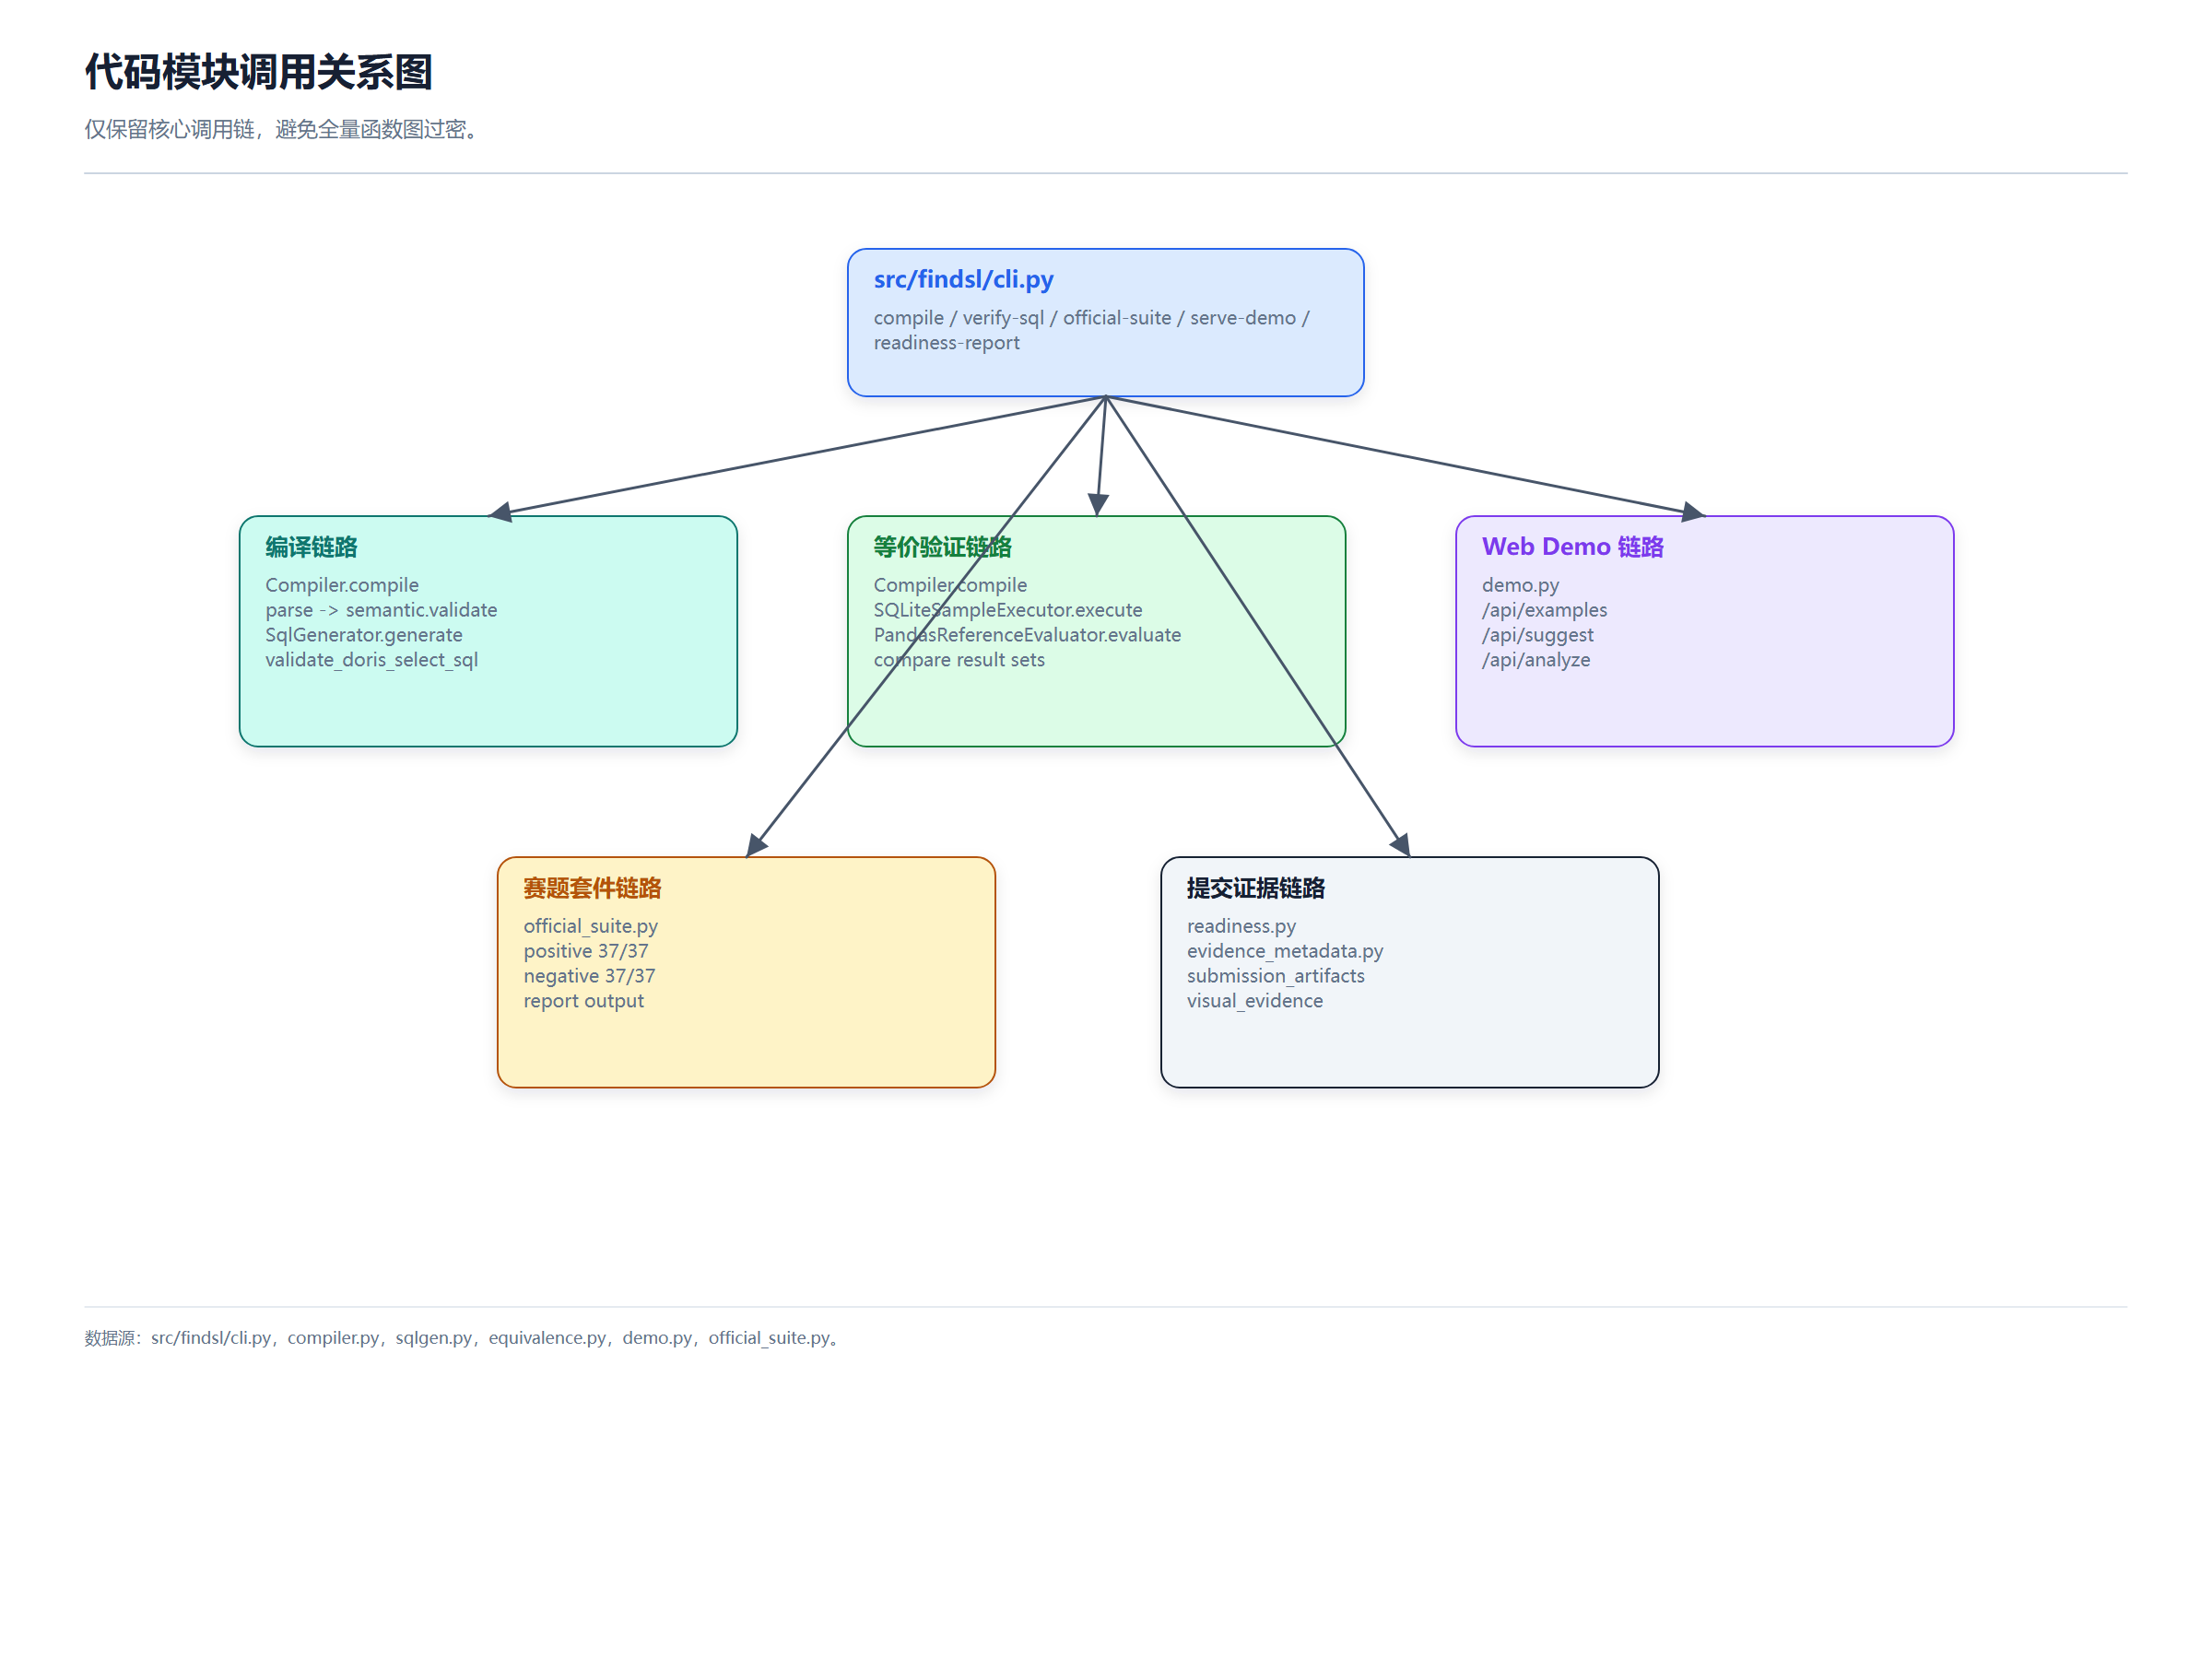 代码模块调用关系图
仅保留核心调用链，避免全量函数图过密。
src/findsl/cli.py
compile / verify-sql / official-suite / serve-demo /
readiness-report
编译链路
Compiler.compile
parse -> semantic.validate
SqlGenerator.generate
validate_doris_select_sql
等价验证链路
Compiler.compile
SQLiteSampleExecutor.execute
PandasReferenceEvaluator.evaluate
compare result sets
Web Demo 链路
demo.py
/api/examples
/api/suggest
/api/analyze
赛题套件链路
official_suite.py
positive 37/37
negative 37/37
report output
提交证据链路
readiness.py
evidence_metadata.py
submission_artifacts
visual_evidence
数据源：src/findsl/cli.py，compiler.py，sqlgen.py，equivalence.py，demo.py，official_suite.py。